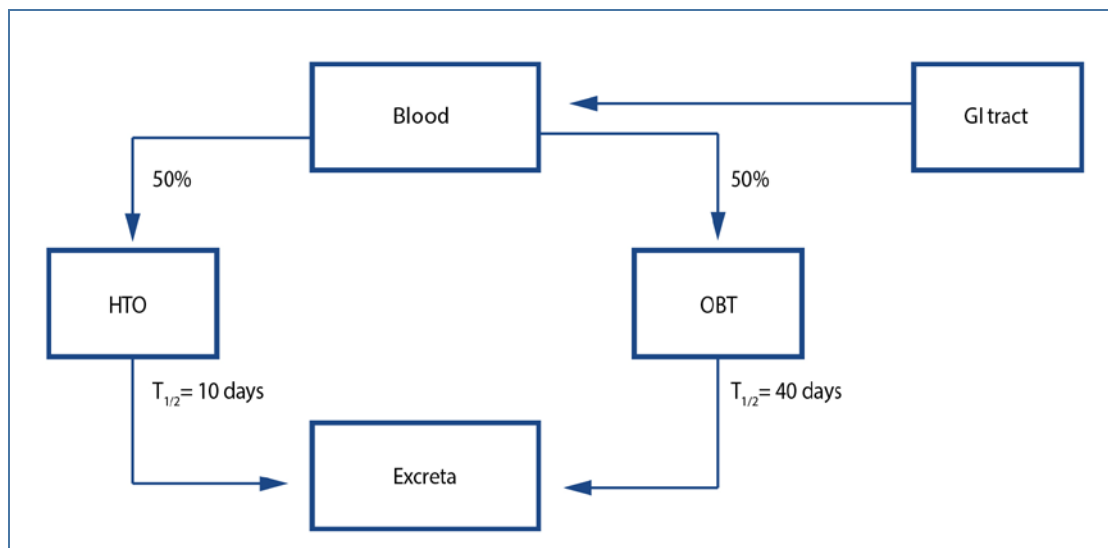 Blood
GI tract
50%
50%
HTO
OBT
T1/2= 10 days
T1/2= 40 days
Excreta